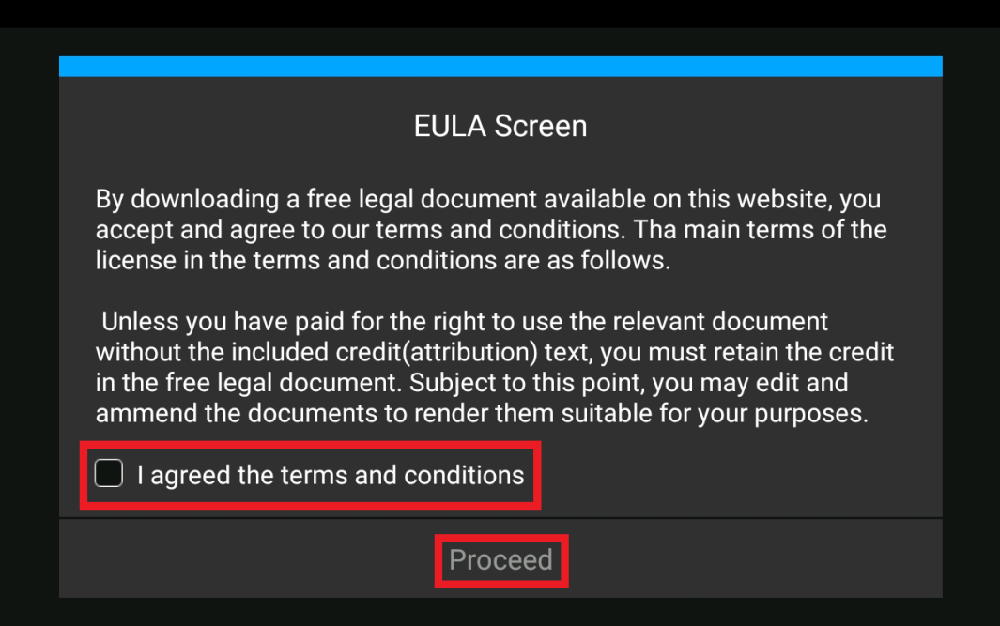 EULA Screen
By downloading a free legal document available on this website, you
accept and agree to our terms and conditions. Tha main terms of the
license in the terms and conditions are as follows.
Unless you have paid for the right to use the relevant document
without the included credit(attribution) text, you must retain the credit
in the free legal document. Subject to this point, you may edit and
ammend the documents to render them suitable for your purposes.
I agreed the terms and conditions
Proceed